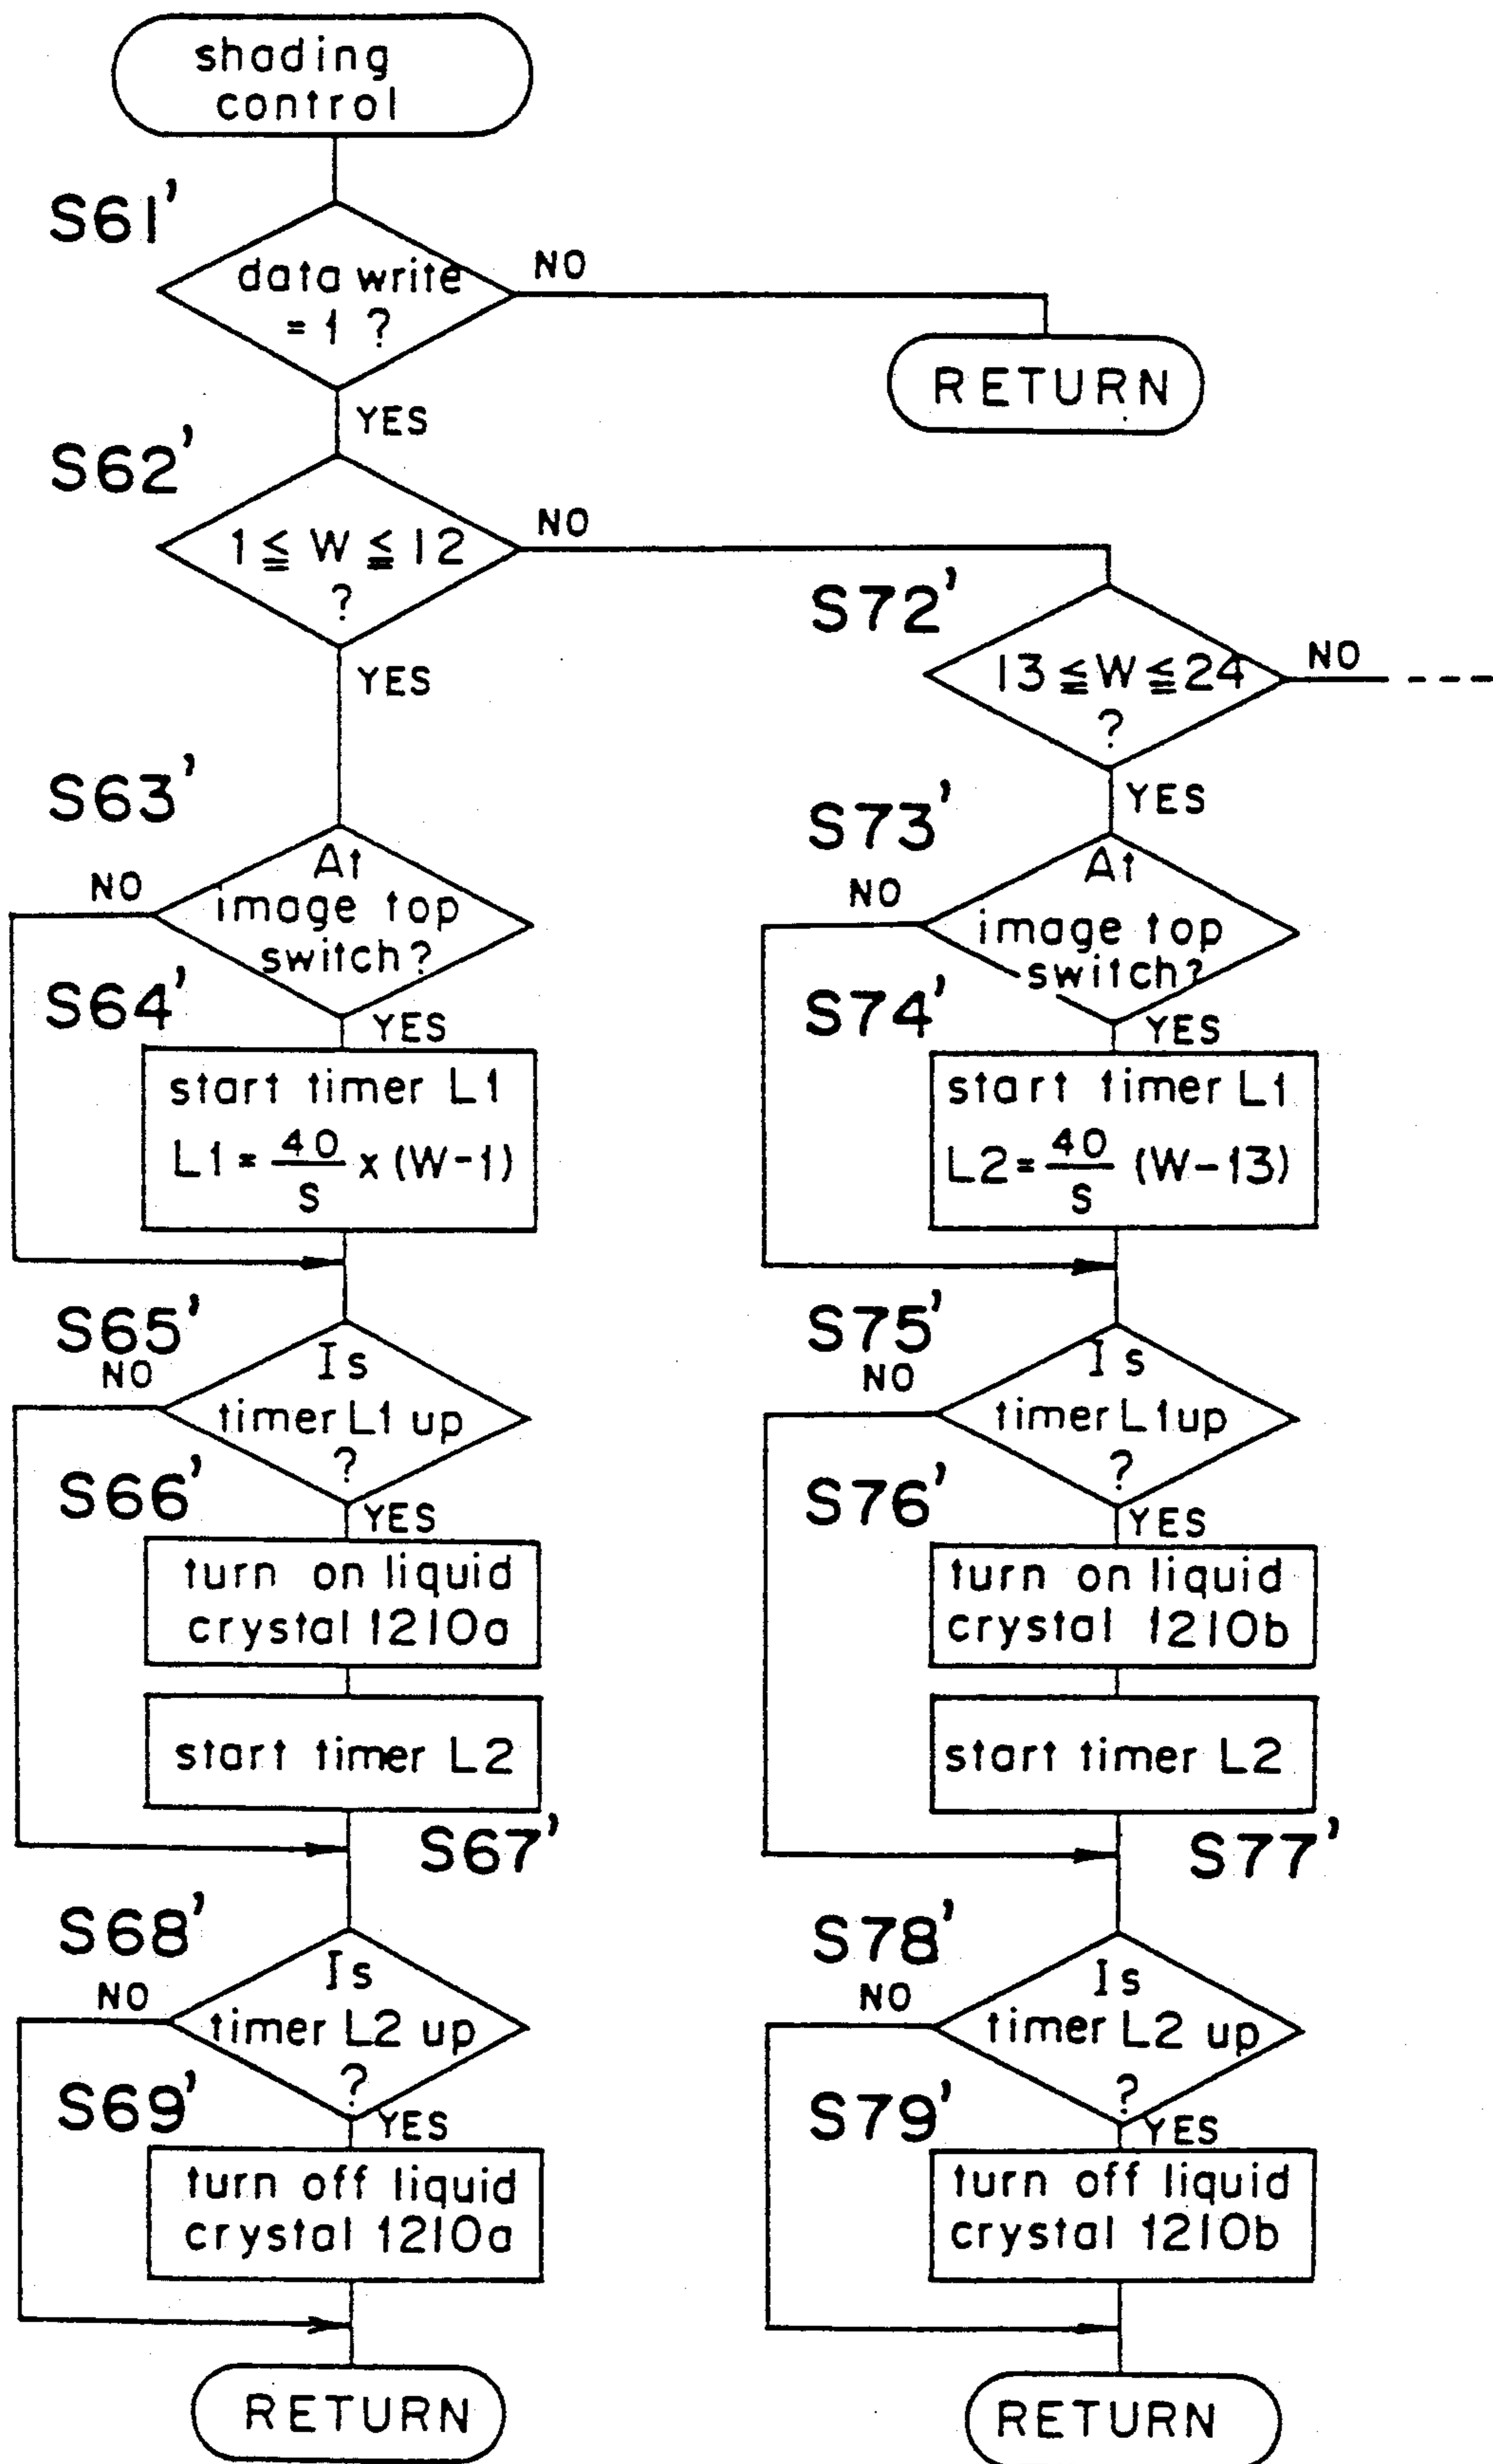 shading
control
S61'
data write
= 1 ?
NO
RETURN
YES
S62'
1 ≦ W ≦ 12
?
NO
YES
S63'
At
image top
switch?
NO
YES
S64'
start timer L1
L1 = 40/S x (W-1)
S65'
Is
timer L1 up
?
NO
YES
S66'
turn on liquid
crystal 1210a
start timer L2
S67'
S68'
Is
timer L2 up
?
NO
YES
S69'
turn off liquid
crystal 1210a
RETURN
S72'
13 ≦ W ≦ 24
?
NO
YES
S73'
At
image top
switch?
NO
YES
S74'
start timer L1
L2 = 40/S (W-13)
S75'
Is
timer L1 up
?
NO
YES
S76'
turn on liquid
crystal 1210b
start timer L2
S77'
S78'
Is
timer L2 up
?
NO
YES
S79'
turn off liquid
crystal 1210b
RETURN